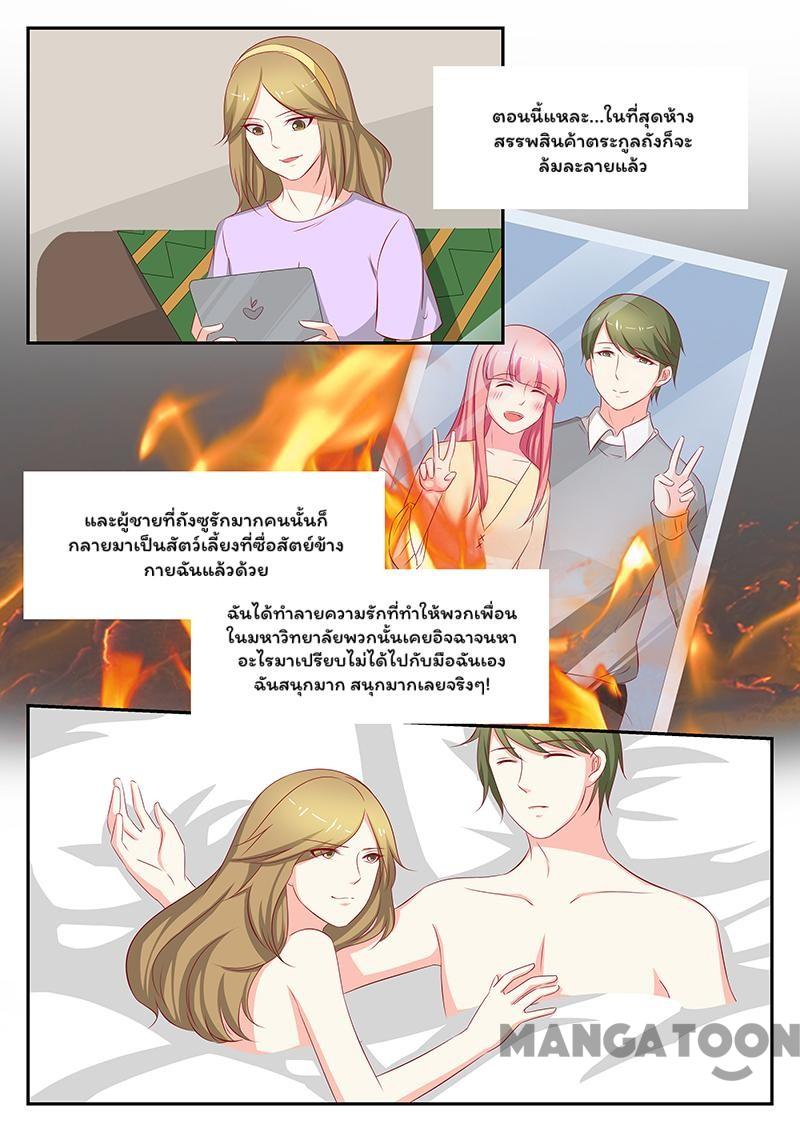 ตอนนี้แหละ...ในที่สุดห้าง
สรรพสินค้าตระกูลถังก็จะ
ล้มละลายแล้ว
และผู้ชายที่ถังซูรักมากคนนั้นก็
กลายมาเป็นสัตว์เลี้ยงที่ซื่อสัตย์ข้าง
กายฉันแล้วด้วย
ฉันได้ทำลายความรักที่ทำให้พวกเพื่อน
ในมหาวิทยาลัยพวกนั้นเคยอิจฉาจนหา
อะไรมาเปรียบไม่ได้ไปกับมือฉันเอง
ฉันสนุกมาก สนุกมากเลยจริงๆ!
MANGATOON